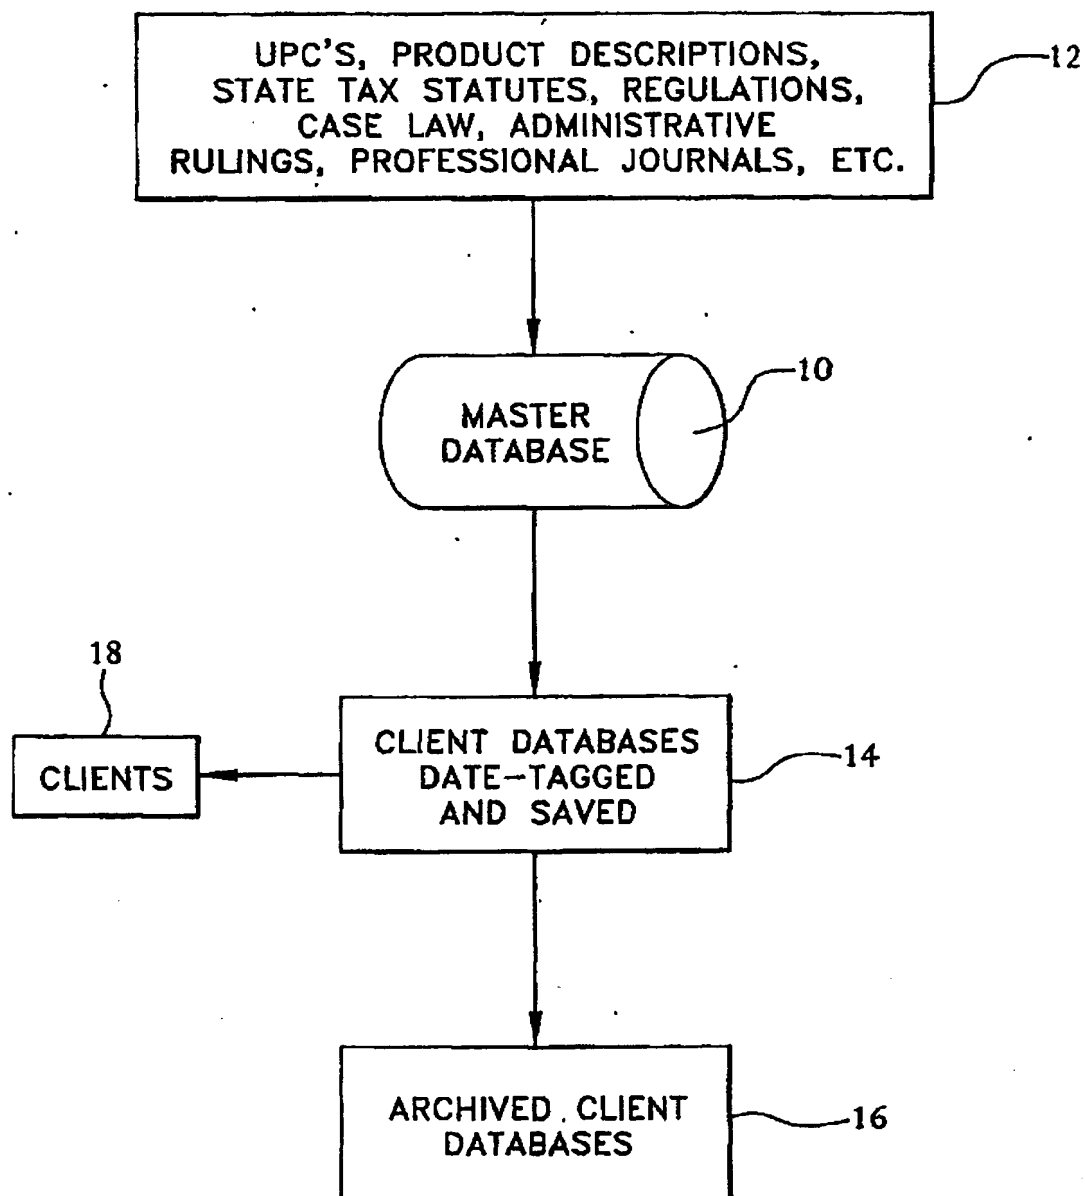 UPC'S, PRODUCT DESCRIPTIONS,
STATE TAX STATUTES, REGULATIONS,
CASE LAW, ADMINISTRATIVE
RULINGS, PROFESSIONAL JOURNALS, ETC.
12
MASTER
DATABASE
10
18
CLIENTS
CLIENT DATABASES
DATE-TAGGED
AND SAVED
14
ARCHIVED CLIENT
DATABASES
16